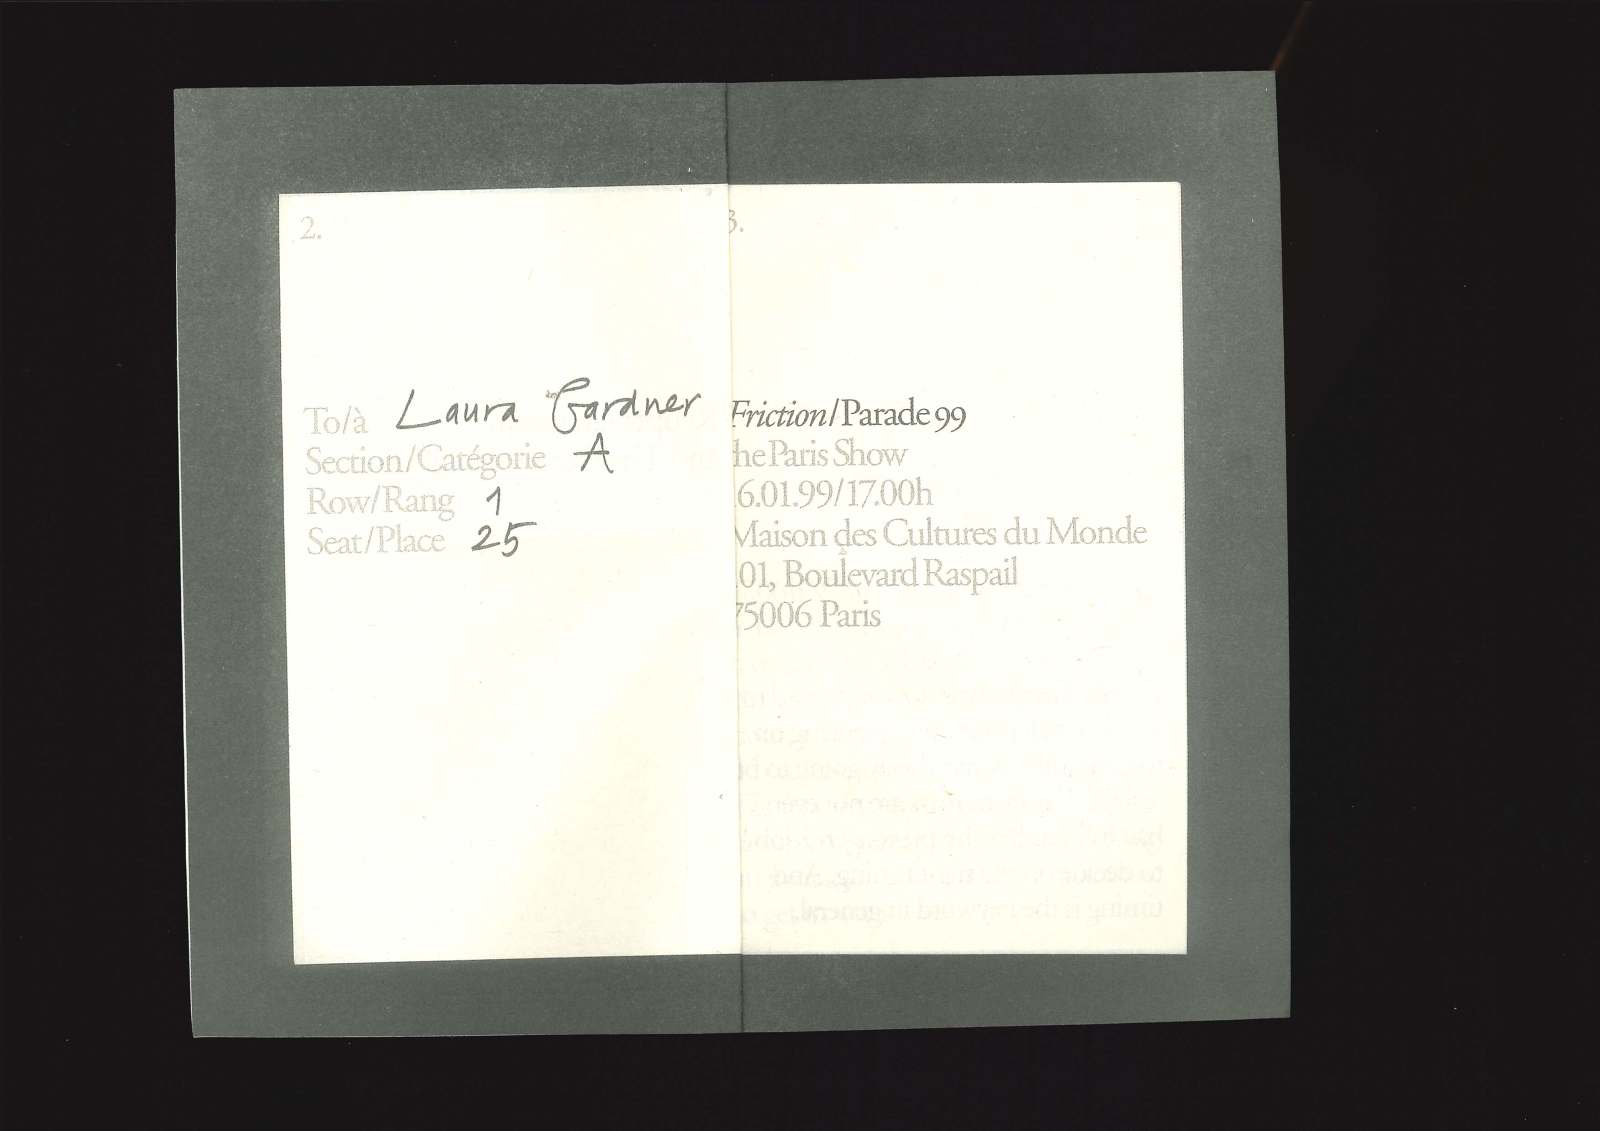 2.
To/à Laura Gardner
Section/Catégorie A
Row/Rang 1
Seat/Place 25
3.
Friction/Parade 99
he Paris Show
6.01.99/17.00h
Maison des Cultures du Monde
01, Boulevard Raspail
75006 Paris